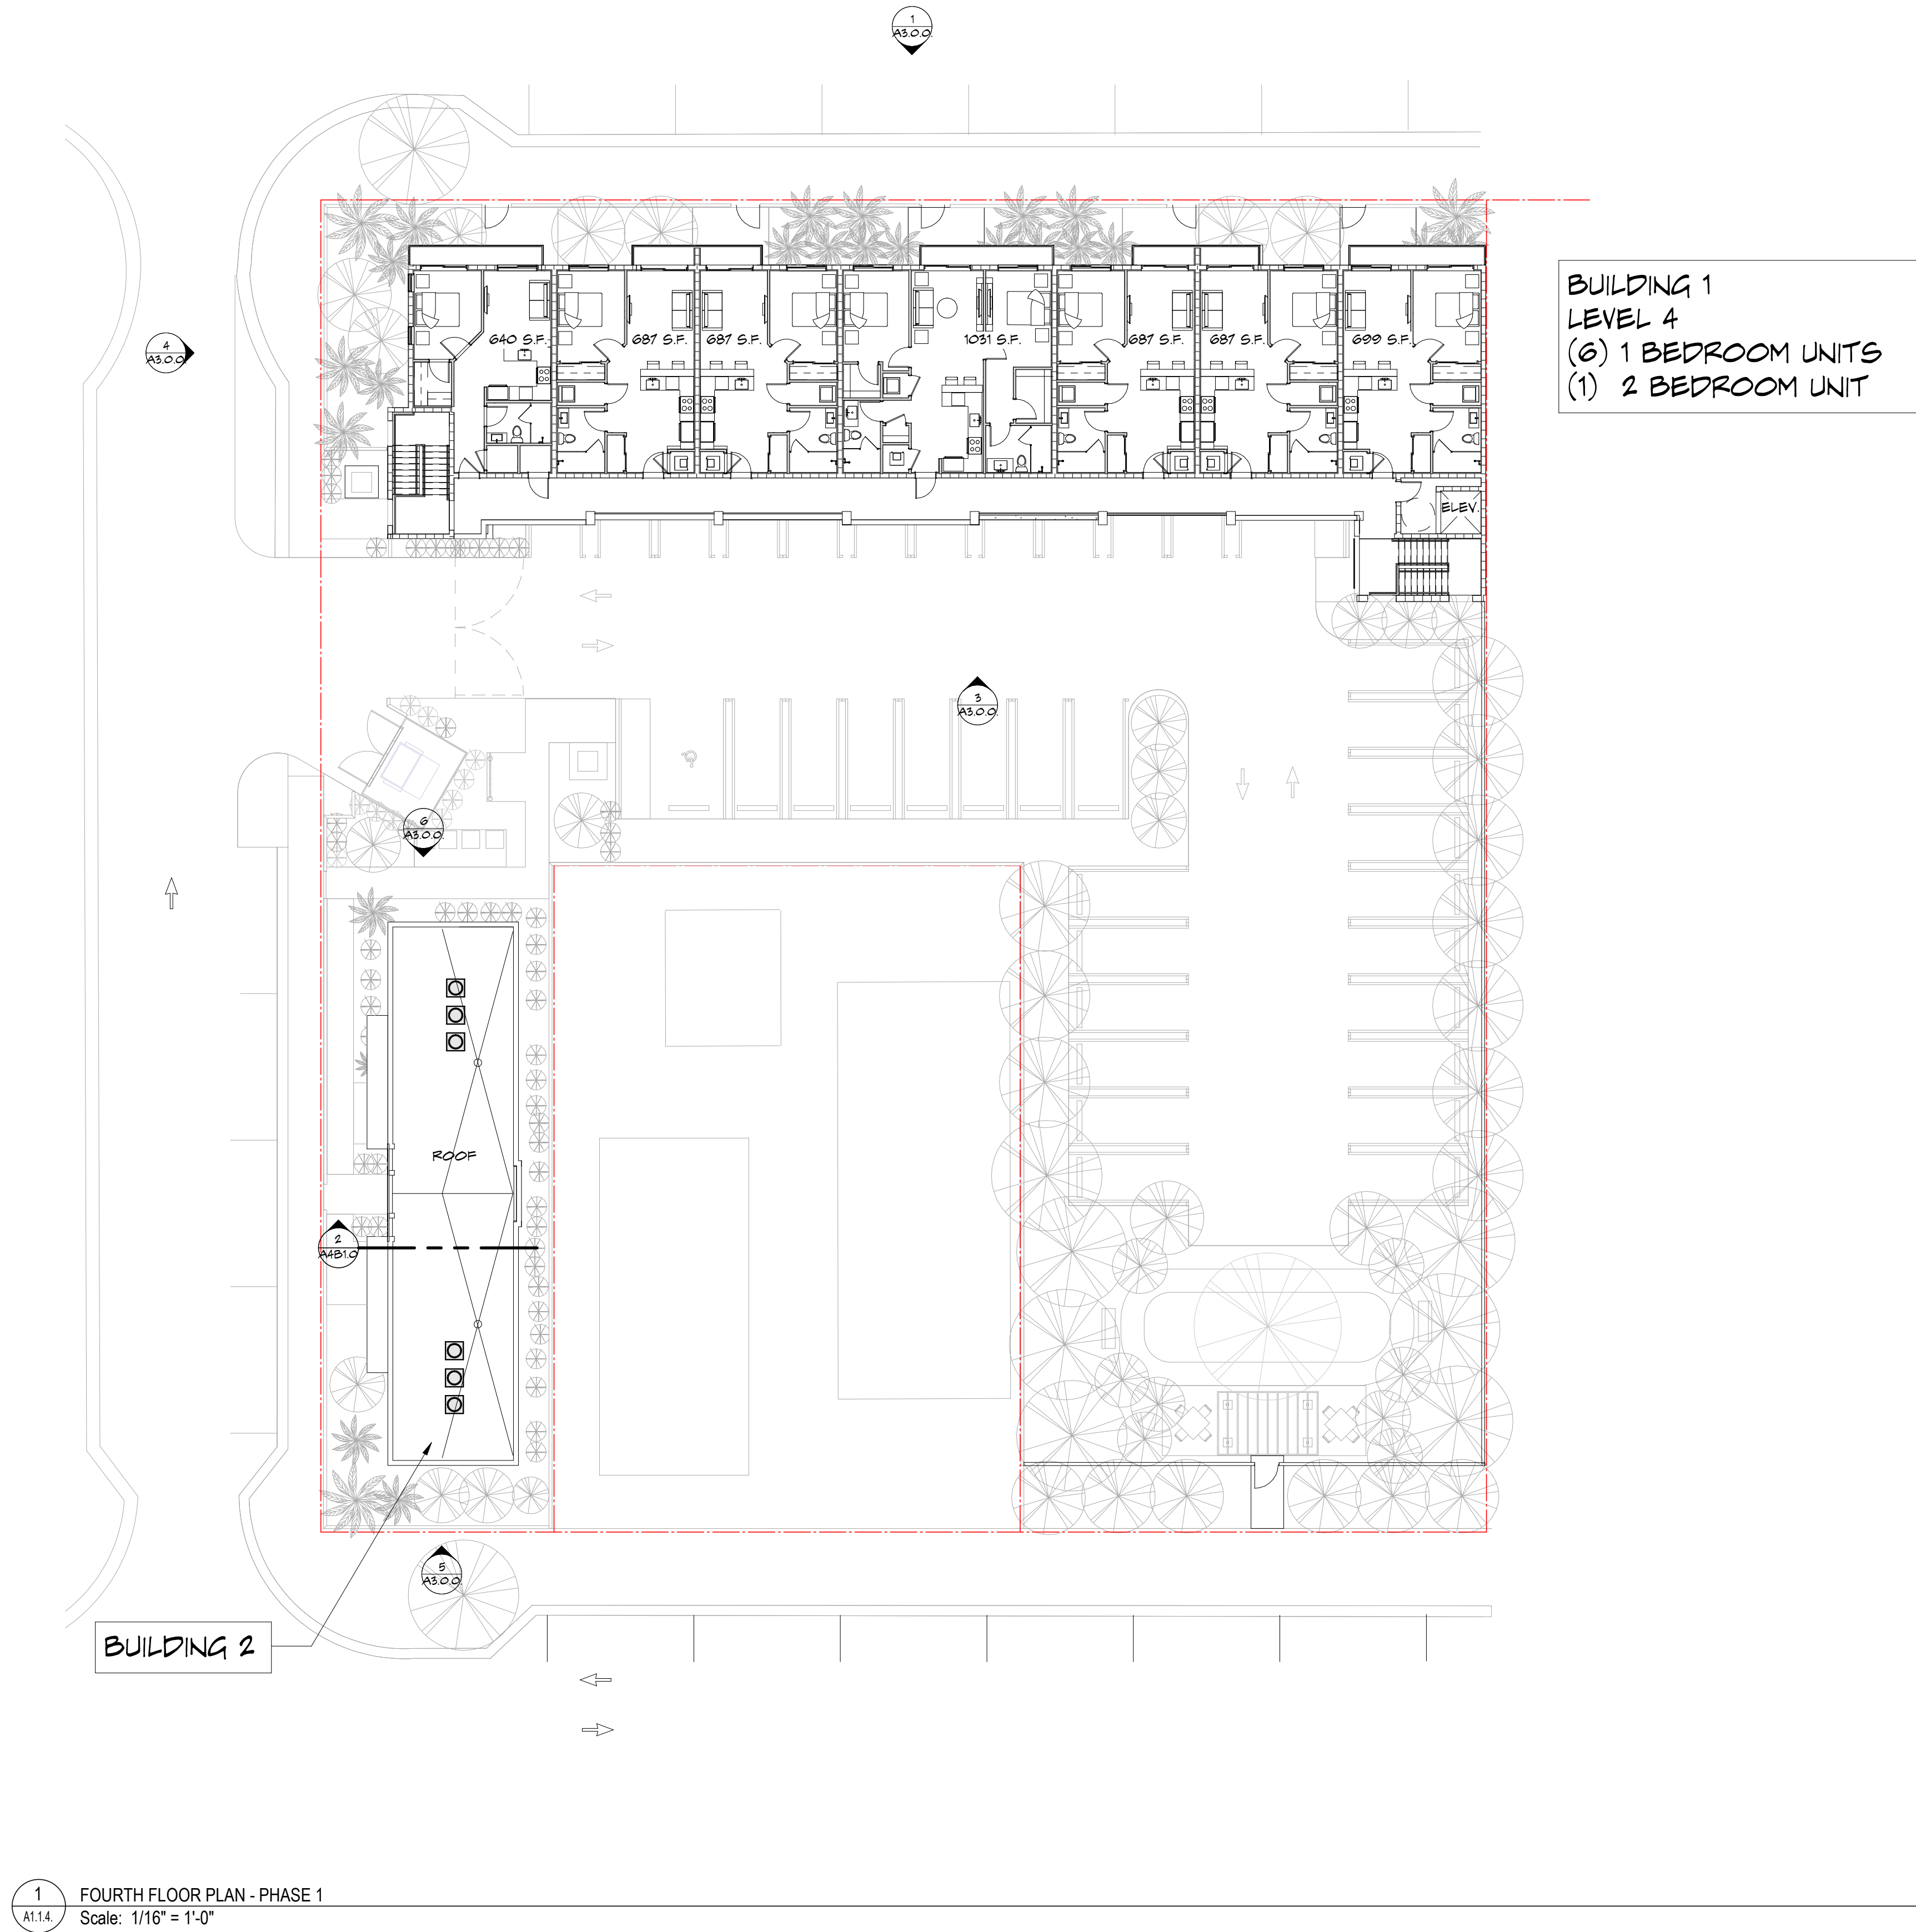 1
A3.0.0.
BUILDING 1
LEVEL 4
(6) 1 BEDROOM UNITS
(1) 2 BEDROOM UNIT
4
A3.0.0.
640 S.F.
687 S.F.
687 S.F.
1031 S.F.
687 S.F.
687 S.F.
699 S.F.
ELEV.
3
A3.0.0.
6
A3.0.0.
ROOF
2
A4B1.0
5
A3.0.0.
BUILDING 2
1
A1.1.4.
FOURTH FLOOR PLAN - PHASE 1
Scale: 1/16" = 1'-0"